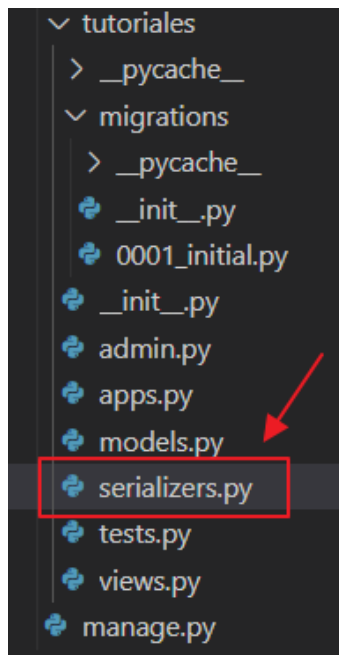 tutoriales
__pycache__
migrations
__pycache__
__init__.py
0001_initial.py
__init__.py
admin.py
apps.py
models.py
serializers.py
tests.py
views.py
manage.py